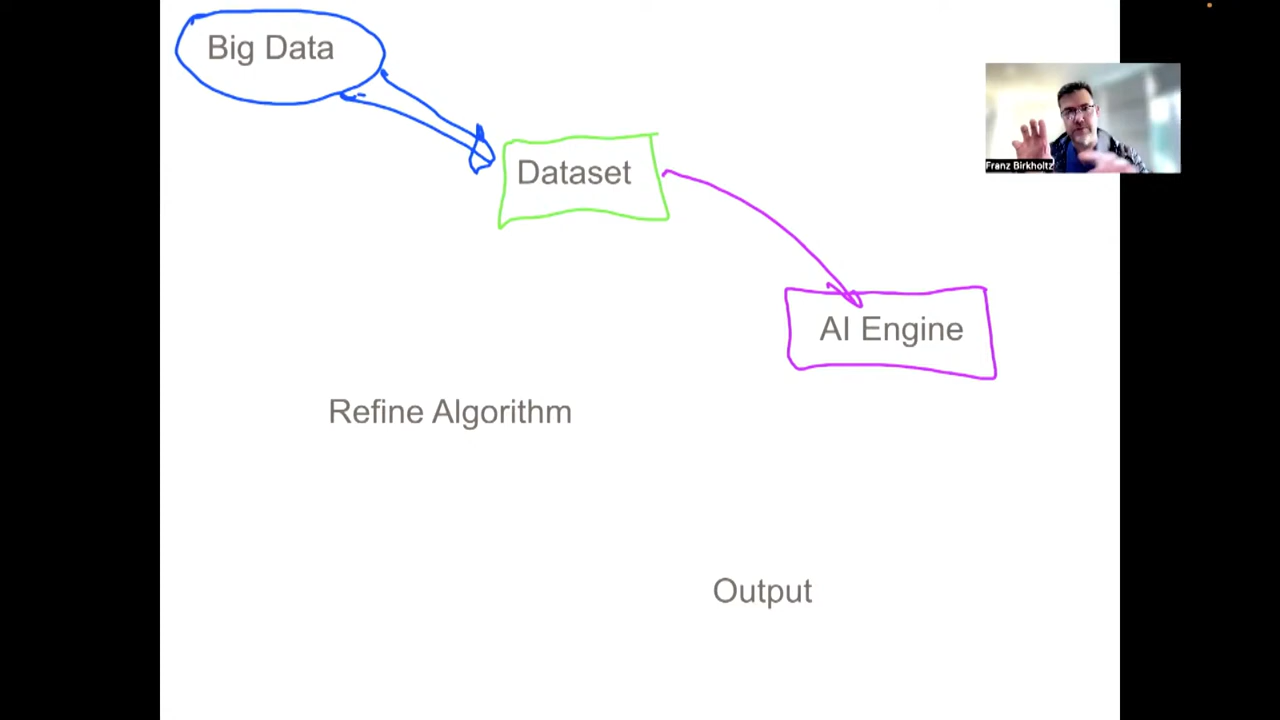 Big Data
Dataset
Franz Birkholtz
AI Engine
Refine Algorithm
Output